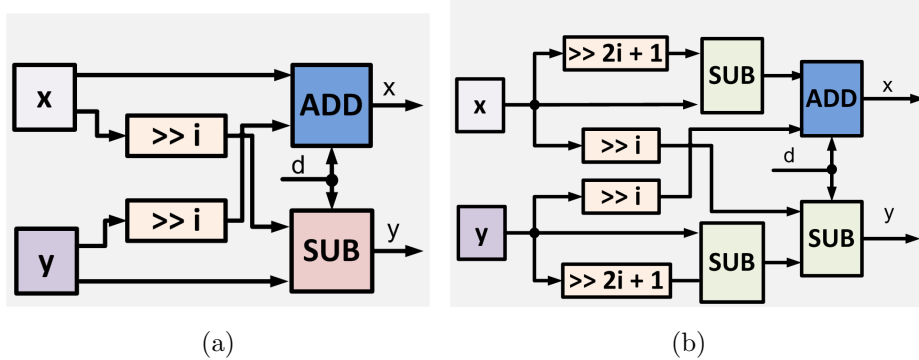 x
>> i
>> i
y
ADD
x
d
SUB
y
(a)
>> 2i + 1
SUB
x
>> i
ADD
x
d
y
>> i
SUB
SUB
y
>> 2i + 1
(b)